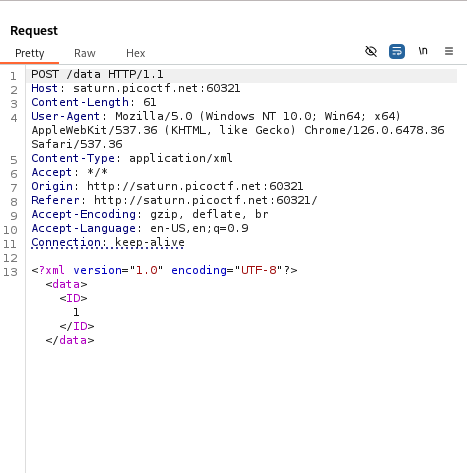 Request
Pretty Raw Hex
\n
1 POST /data HTTP/1.1
2 Host: saturn.picoctf.net:60321
3 Content-Length: 61
4 User-Agent: Mozilla/5.0 (Windows NT 10.0; Win64; x64)
AppleWebKit/537.36 (KHTML, like Gecko) Chrome/126.0.6478.36
Safari/537.36
5 Content-Type: application/xml
6 Accept: */*
7 Origin: http://saturn.picoctf.net:60321
8 Referer: http://saturn.picoctf.net:60321/
9 Accept-Encoding: gzip, deflate, br
10 Accept-Language: en-US,en;q=0.9
11 Connection: keep-alive
12
13 <?xml version="1.0" encoding="UTF-8"?>
<data>
<ID>
1
</ID>
</data>